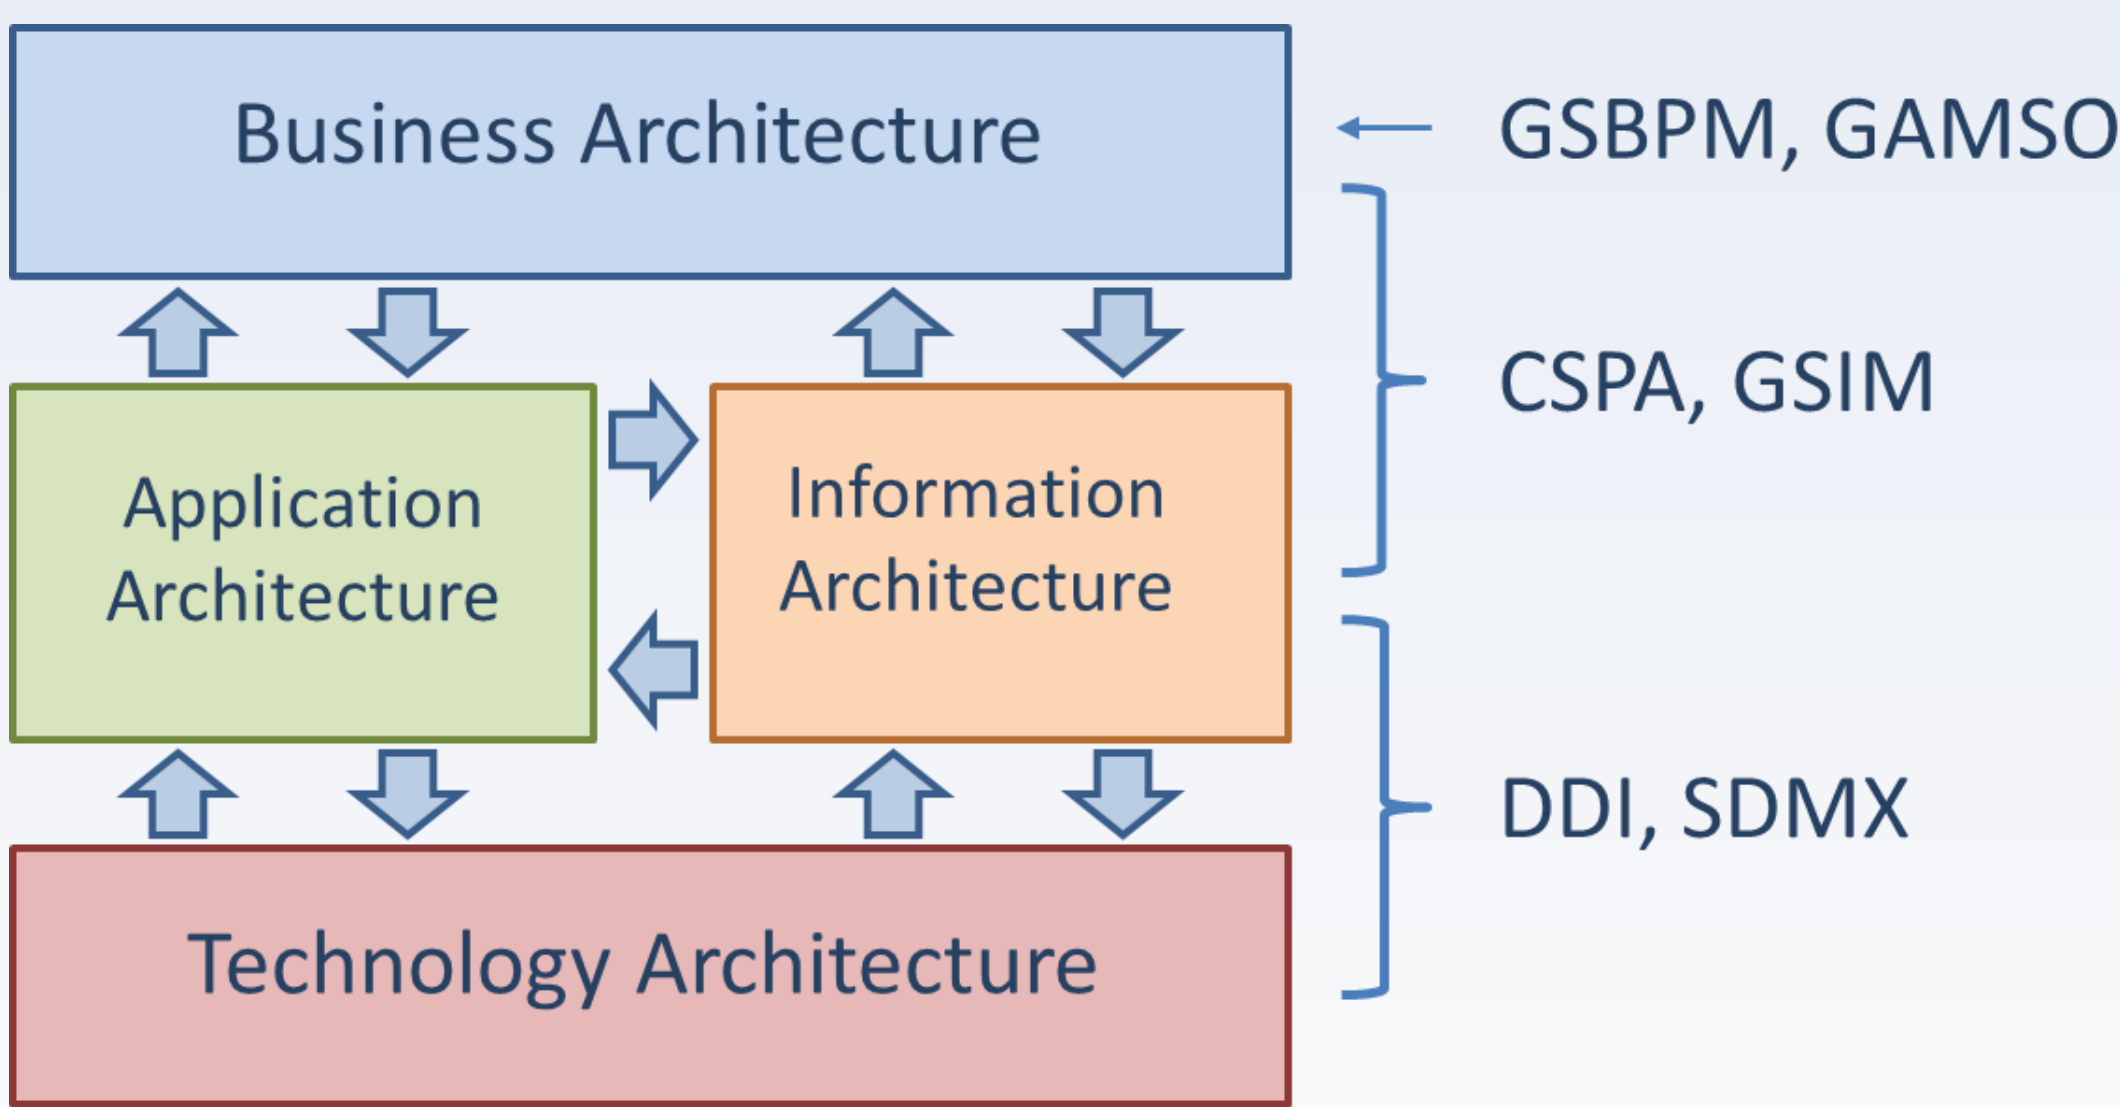 Business Architecture
GSBPM, GAMSO
CSPA, GSIM
Application
Architecture
Information
Architecture
DDI, SDMX
Technology Architecture